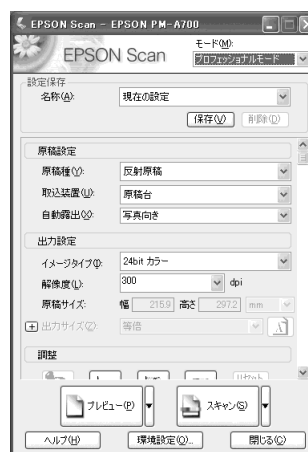 EPSON Scan - EPSON PM-A700
EPSON Scan
モード(M):
プロフェッショナルモード
設定保存
名称(A): 現在の設定
保存(V) 削除(D)
原稿設定
原稿種(Y): 反射原稿
取込装置(U): 原稿台
自動露出(X): 写真向き
出力設定
イメージタイプ(I): 24bit カラー
解像度(L): 300 dpi
原稿サイズ: 幅 215.9 高さ 297.2 mm
出力サイズ(Z): 等倍
調整
リセット
プレビュー(P) スキャン(S)
ヘルプ(H) 環境設定(O)... 閉じる(C)